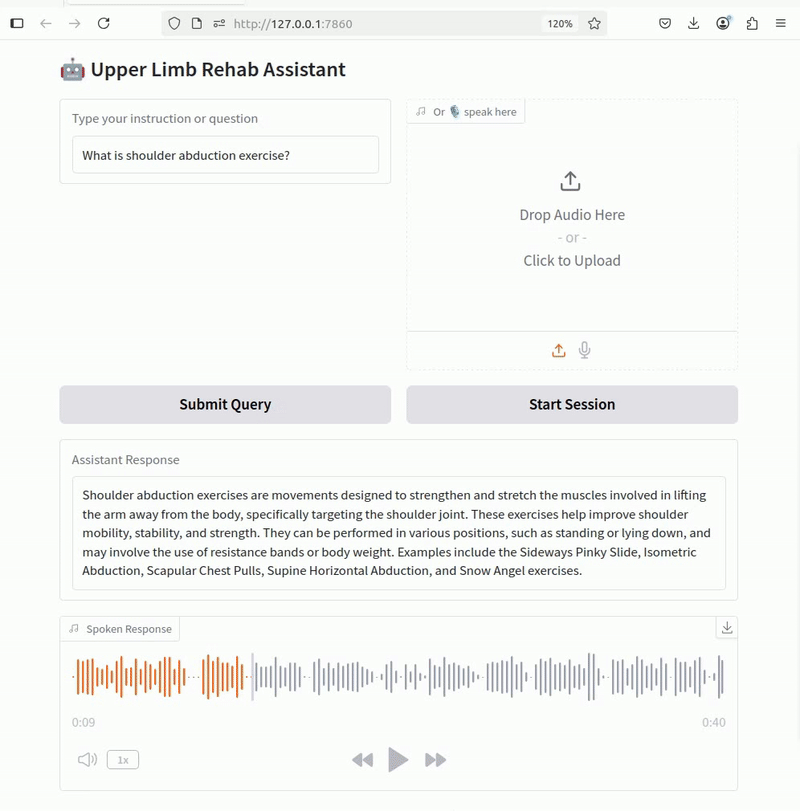 http://127.0.0.1:7860
120%
🤖 Upper Limb Rehab Assistant
Type your instruction or question
What is shoulder abduction exercise?
Or 🎙️ speak here
Drop Audio Here
- or -
Click to Upload
Submit Query
Start Session
Assistant Response
Shoulder abduction exercises are movements designed to strengthen and stretch the muscles involved in lifting
the arm away from the body, specifically targeting the shoulder joint. These exercises help improve shoulder
mobility, stability, and strength. They can be performed in various positions, such as standing or lying down, and
may involve the use of resistance bands or body weight. Examples include the Sideways Pinky Slide, Isometric
Abduction, Scapular Chest Pulls, Supine Horizontal Abduction, and Snow Angel exercises.
Spoken Response
0:09
0:40
1x